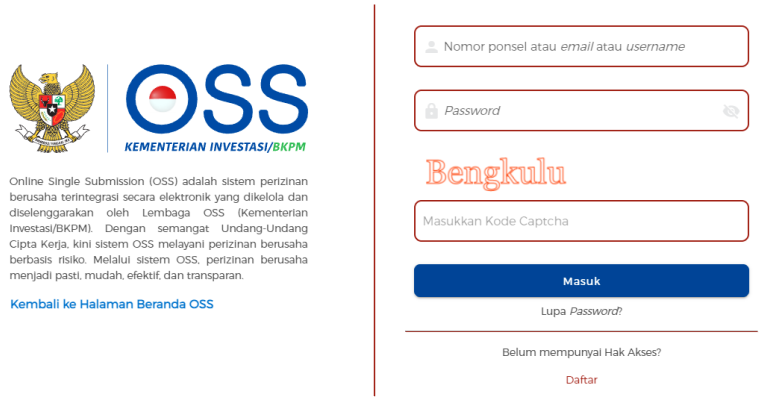 OSS
KEMENTERIAN INVESTASI/BKPM
Online Single Submission (OSS) adalah sistem perizinan
berusaha terintegrasi secara elektronik yang dikelola dan
diselenggarakan oleh Lembaga OSS (Kementerian
Investasi/BKPM). Dengan semangat Undang-Undang
Cipta Kerja, kini sistem OSS melayani perizinan berusaha
berbasis risiko. Melalui sistem OSS, perizinan berusaha
menjadi pasti, mudah, efektif, dan transparan.
Kembali ke Halaman Beranda OSS
Nomor ponsel atau email atau username
Password
Bengkulu
Masukkan Kode Captcha
Masuk
Lupa Password?
Belum mempunyai Hak Akses?
Daftar